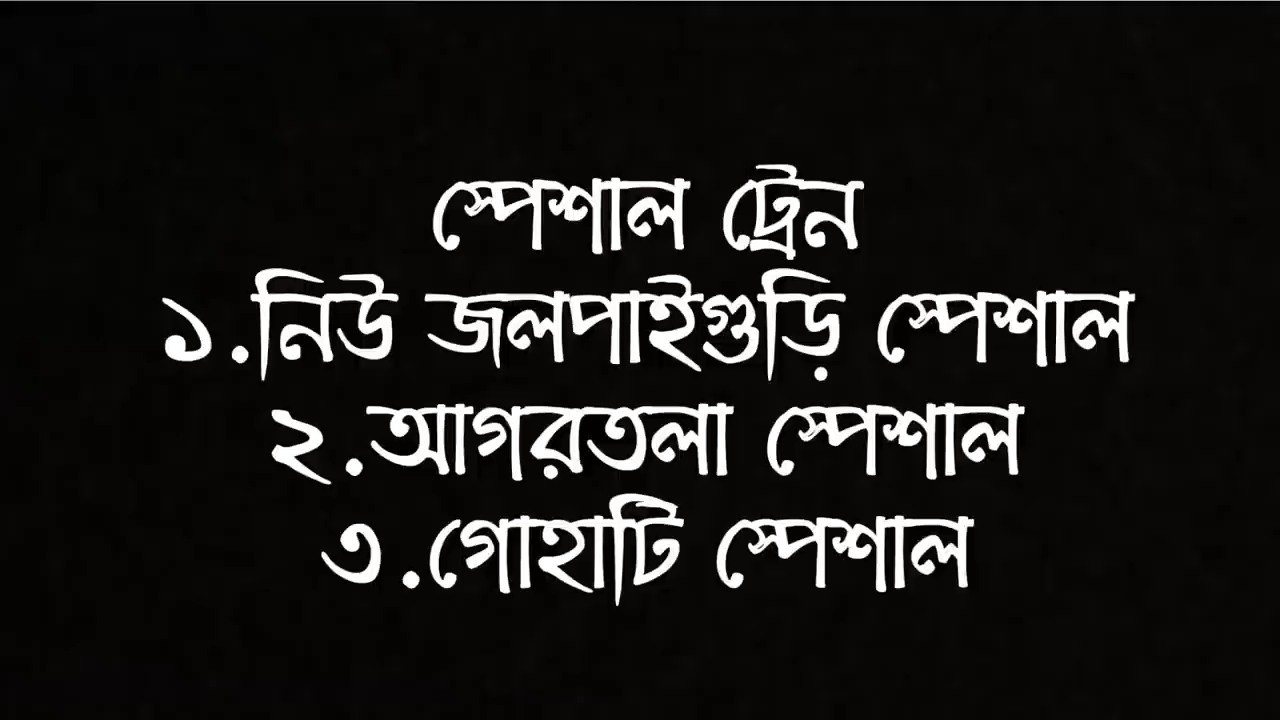 স্পেশাল ট্রেন
১.নিউ জলপাইগুড়ি স্পেশাল
২.আগরতলা স্পেশাল
৩.গোহাটি স্পেশাল